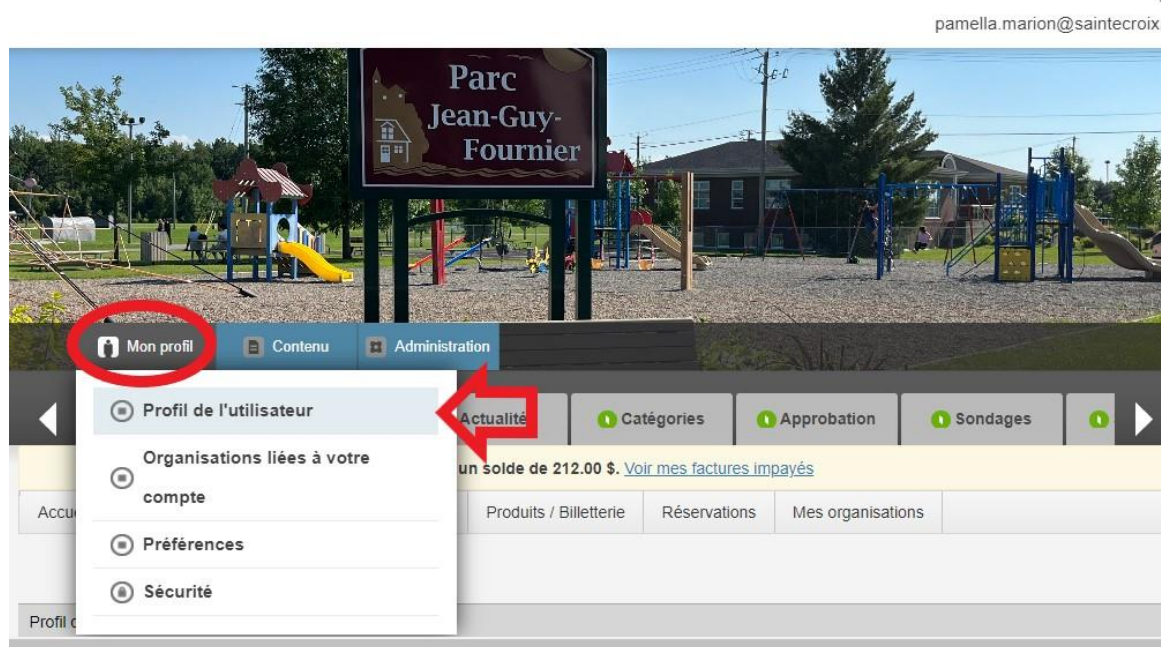 pamella.marion@saintecroix
Parc
Jean-Guy-
Fournier
Mon profil
Contenu
Administration
Profil de l'utilisateur
Organisations liées à votre
compte
Préférences
Sécurité
Actualité
Catégories
Approbation
Sondages
un solde de 212.00 $. Voir mes factures impayés
Accu
Produits / Billetterie
Réservations
Mes organisations
Profil